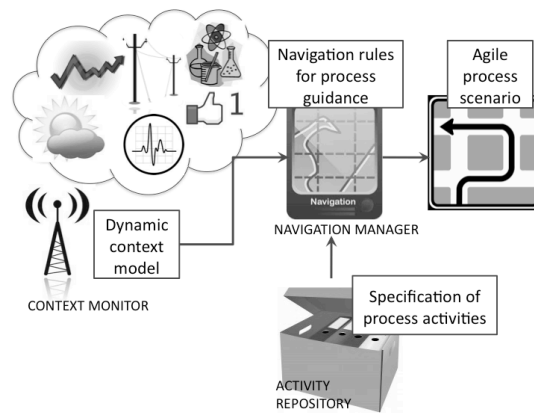 1
Navigation rules
for process
guidance
Agile
process
scenario
Navigation
NAVIGATION MANAGER
Dynamic
context
model
CONTEXT MONITOR
Specification of
process activities
ACTIVITY
REPOSITORY